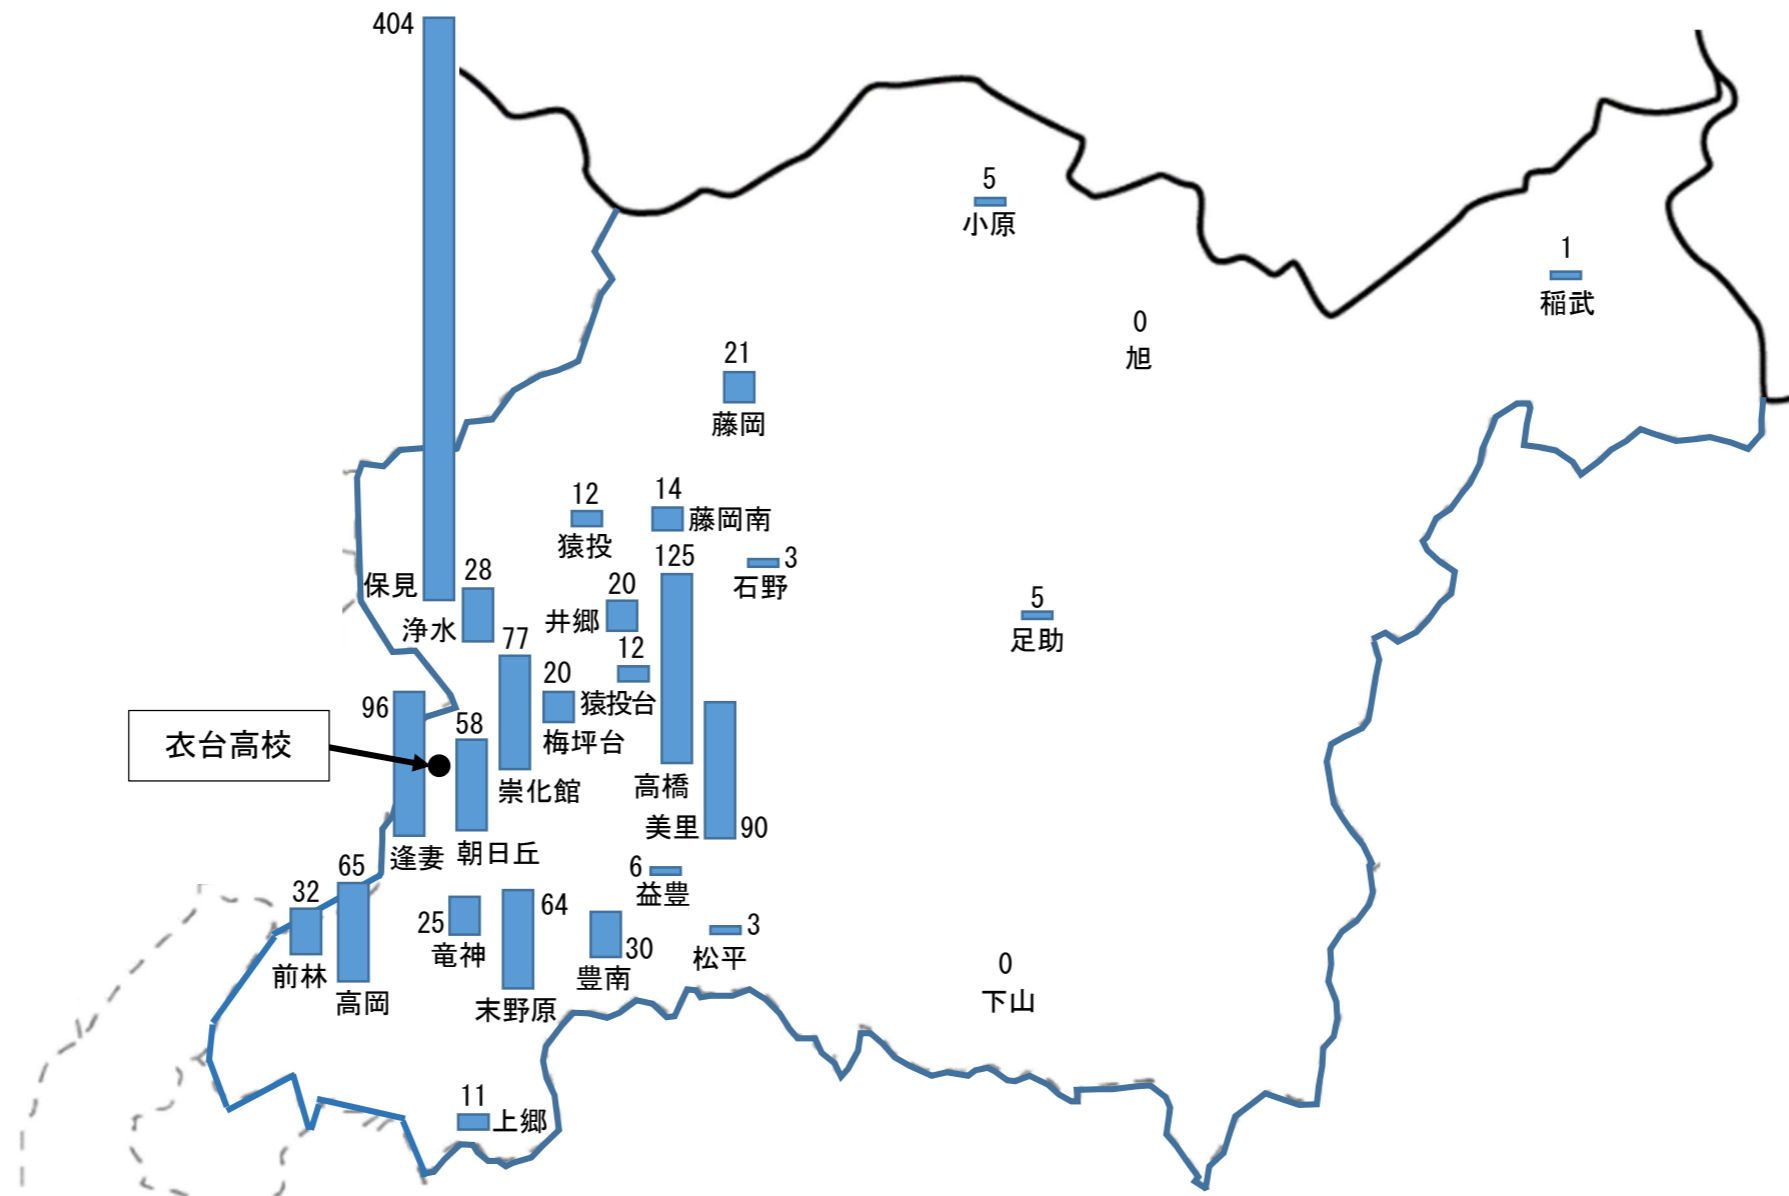 404
5
小原
1
稲武
0
旭
21
藤岡
12
猿投
14
藤岡南
125
3
石野
保見
28
浄水
20
井郷
5
足助
77
12
猿投台
20
梅坪台
96
58
衣台高校
崇化館
高橋
美里
90
逢妻
朝日丘
65
6
益豊
32
前林
高岡
25
竜神
64
末野原
30
豊南
3
松平
0
下山
11
上郷